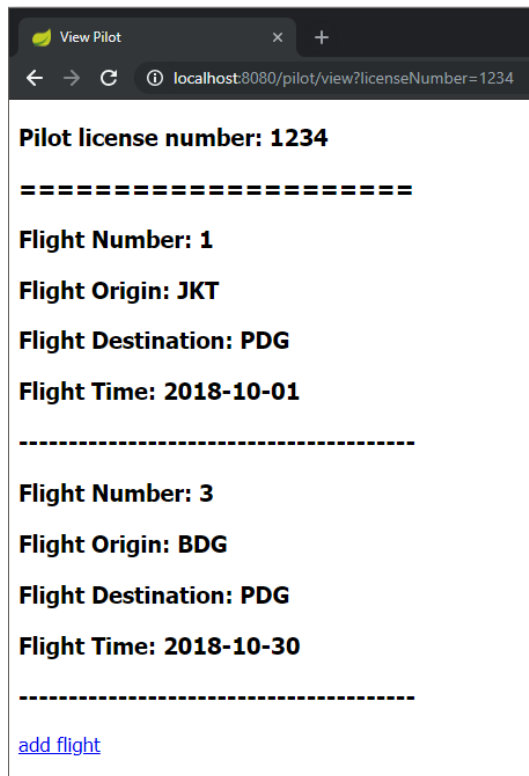 View Pilot
localhost:8080/pilot/view?licenseNumber=1234
Pilot license number: 1234
=====================
Flight Number: 1
Flight Origin: JKT
Flight Destination: PDG
Flight Time: 2018-10-01
----------------------------------------
Flight Number: 3
Flight Origin: BDG
Flight Destination: PDG
Flight Time: 2018-10-30
----------------------------------------
add flight